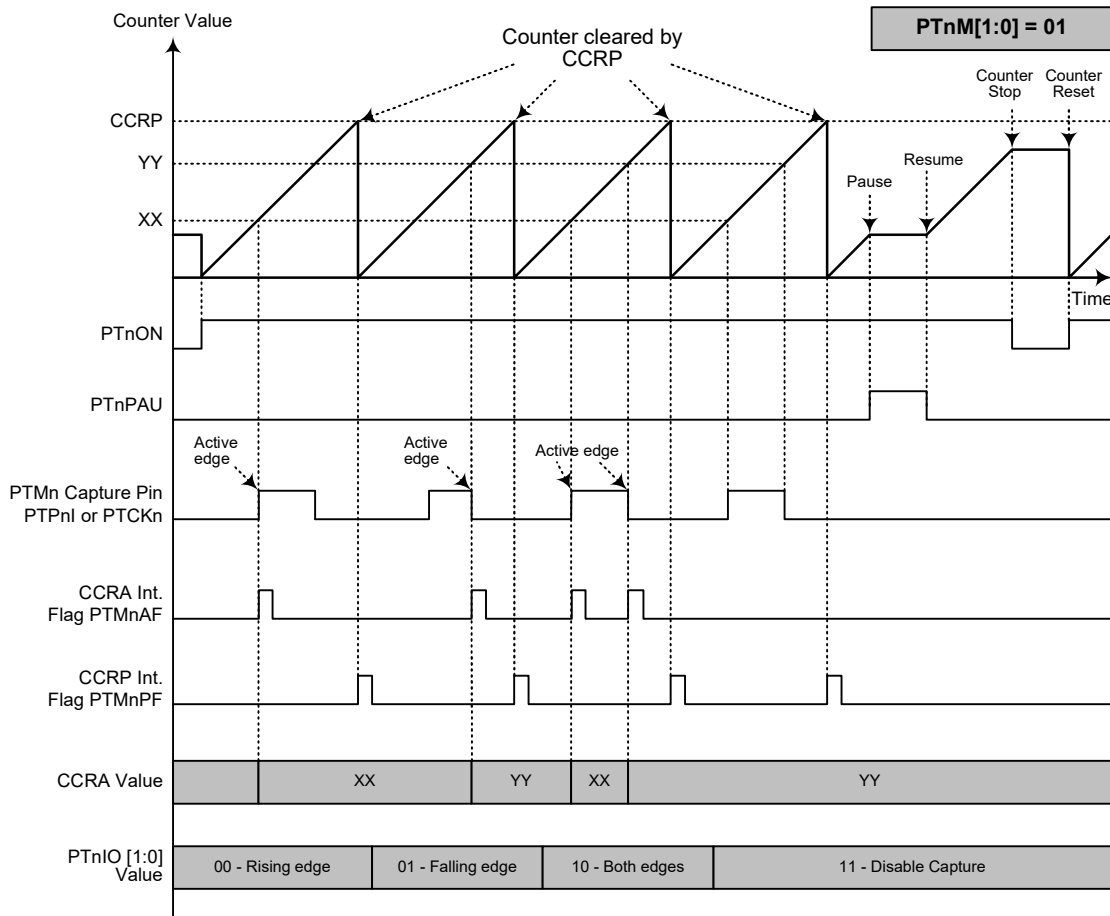 Counter Value
PTnM[1:0] = 01
Counter cleared by
CCRP
Counter
Stop
Counter
Reset
CCRP
YY
XX
Pause
Resume
Time
PTnON
PTnPAU
Active
edge
Active
edge
Active edge
PTMn Capture Pin
PTPnI or PTCKn
CCRA Int.
Flag PTMnAF
CCRP Int.
Flag PTMnPF
CCRA Value
XX
YY
XX
YY
PTnIO [1:0]
Value
00 - Rising edge
01 - Falling edge
10 - Both edges
11 - Disable Capture